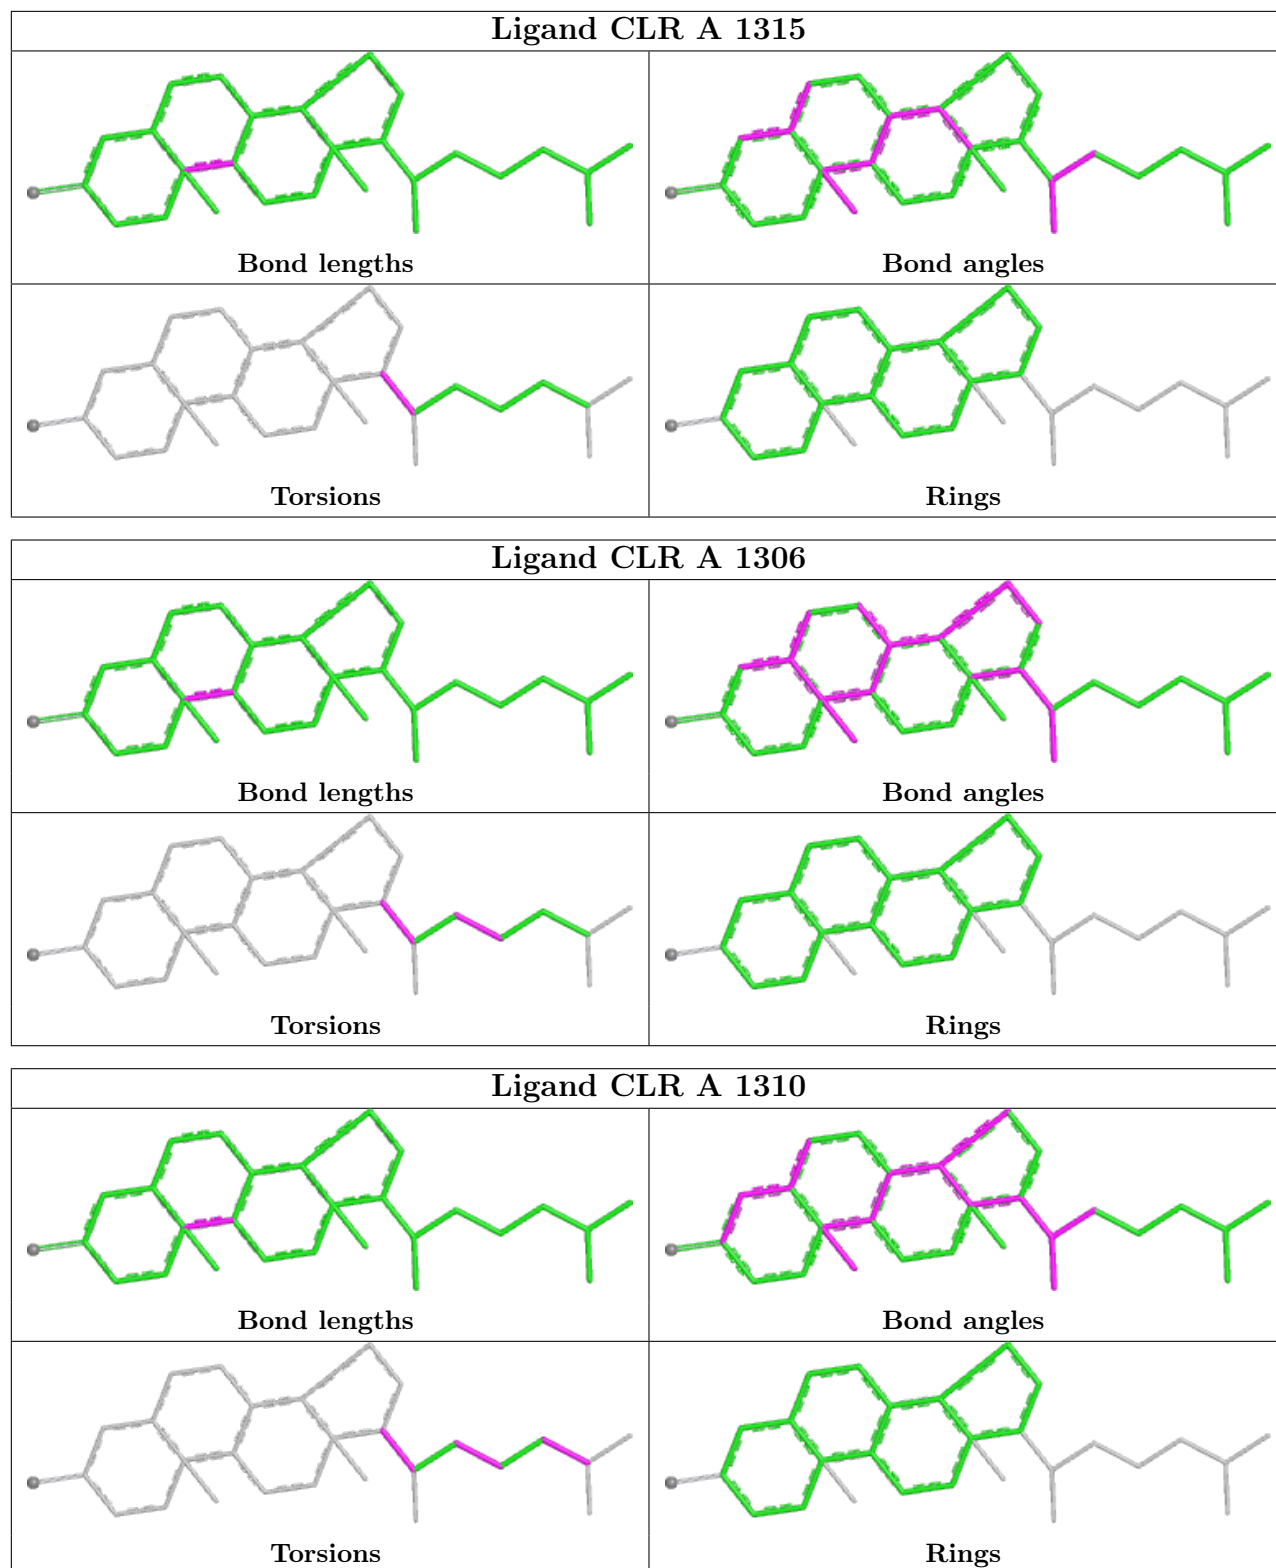 Ligand CLR A 1315
Bond lengths
Bond angles
Torsions
Rings
Ligand CLR A 1306
Bond lengths
Bond angles
Torsions
Rings
Ligand CLR A 1310
Bond lengths
Bond angles
Torsions
Rings